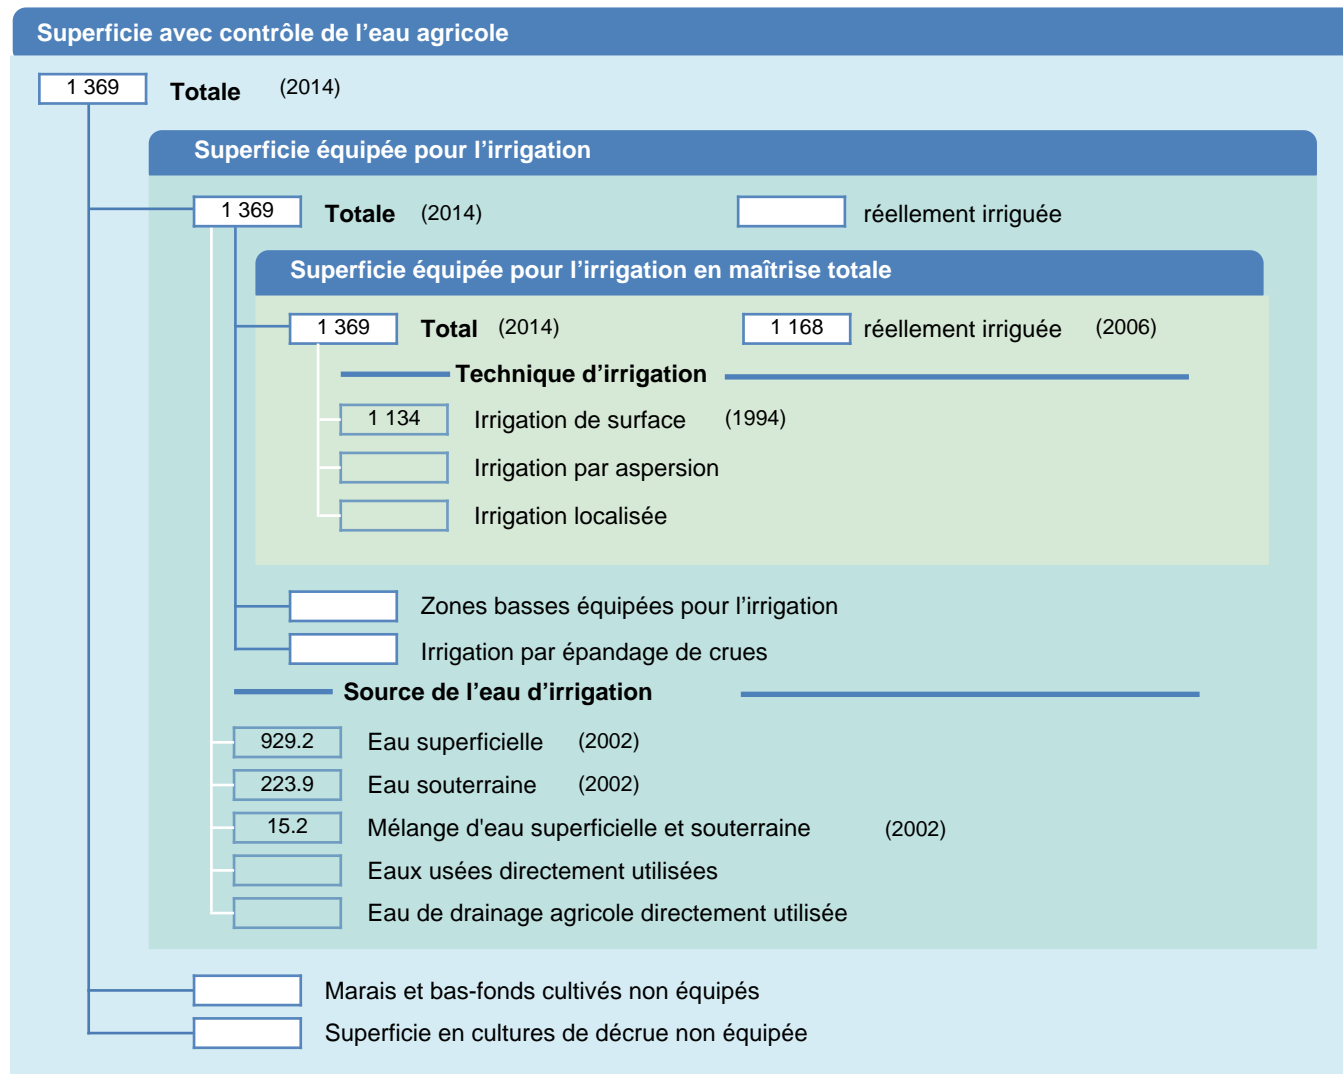 Superficie avec contrôle de l’eau agricole
1 369 Totale (2014)
Superficie équipée pour l’irrigation
1 369 Totale (2014) réellement irriguée
Superficie équipée pour l’irrigation en maîtrise totale
1 369 Total (2014) 1 168 réellement irriguée (2006)
Technique d’irrigation
1 134 Irrigation de surface (1994)
Irrigation par aspersion
Irrigation localisée
Zones basses équipées pour l’irrigation
Irrigation par épandage de crues
Source de l’eau d’irrigation
929.2 Eau superficielle (2002)
223.9 Eau souterraine (2002)
15.2 Mélange d'eau superficielle et souterraine (2002)
Eaux usées directement utilisées
Eau de drainage agricole directement utilisée
Marais et bas-fonds cultivés non équipés
Superficie en cultures de décrue non équipée